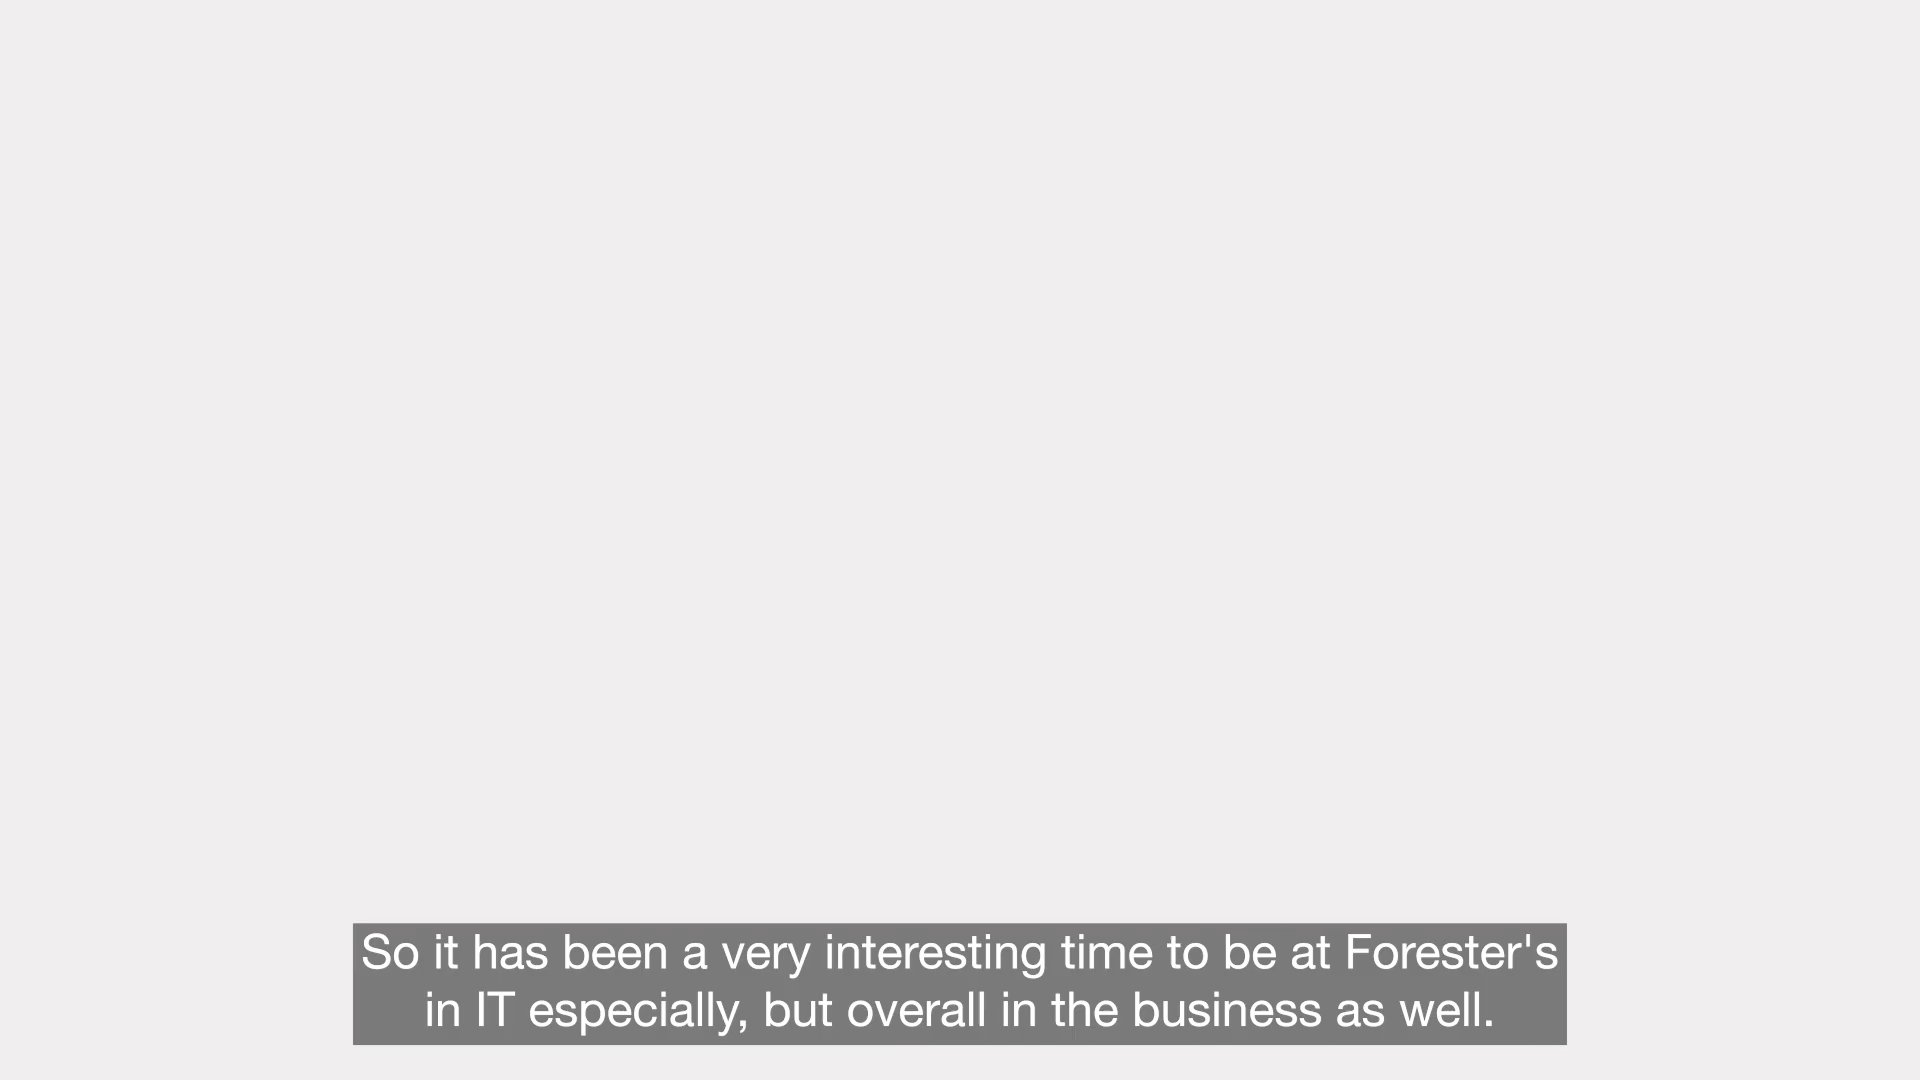 So it has been a very interesting time to be at Forester's
in IT especially, but overall in the business as well.